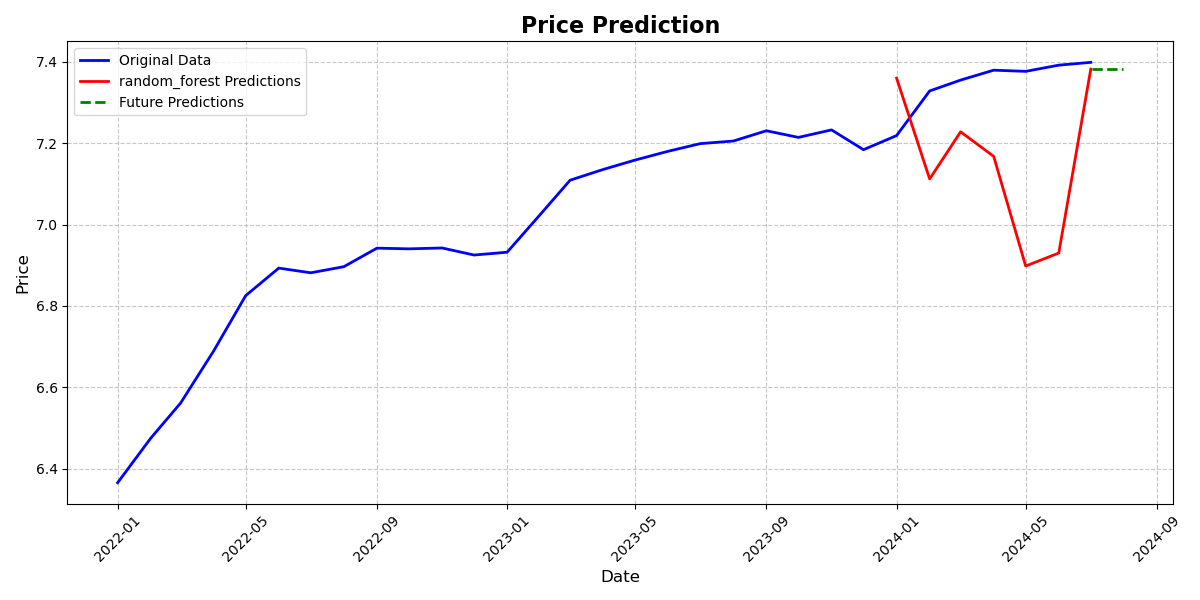 Price Prediction
Original Data
random_forest Predictions
Future Predictions
Price
7.4
7.2
7.0
6.8
6.6
6.4
2022-01
2022-05
2022-09
2023-01
2023-05
2023-09
2024-01
2024-05
2024-09
Date